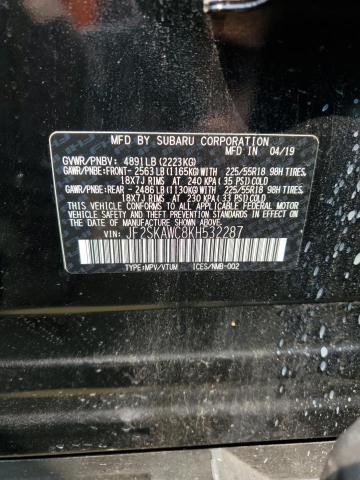 MFD BY SUBARU CORPORATION
MFD IN 04/19
GVWR/PNBV: 4891LB (2223KG)
GAWR/PNBE:FRONT- 2563LB (1165KG) WITH 225/55R18 98H TIRES,
18X7J RIMS AT 240 KPA (35 PSI) COLD
GAWR/PNBE:REAR - 2486LB (1130KG) WITH 225/55R18 98H TIRES,
18X7J RIMS AT 230 KPA (33 PSI) COLD
THIS VEHICLE CONFORMS TO ALL APPLICABLE FEDERAL MOTOR
VEHICLE SAFETY, BUMPER, AND THEFT PREVENTION STANDARDS
IN EFFECT ON THE DATE OF MANUFACTURE SHOWN ABOVE.
VIN: JF2SKAWC8KH532287
TYPE:MPV/VTUM ICES/NMB-002